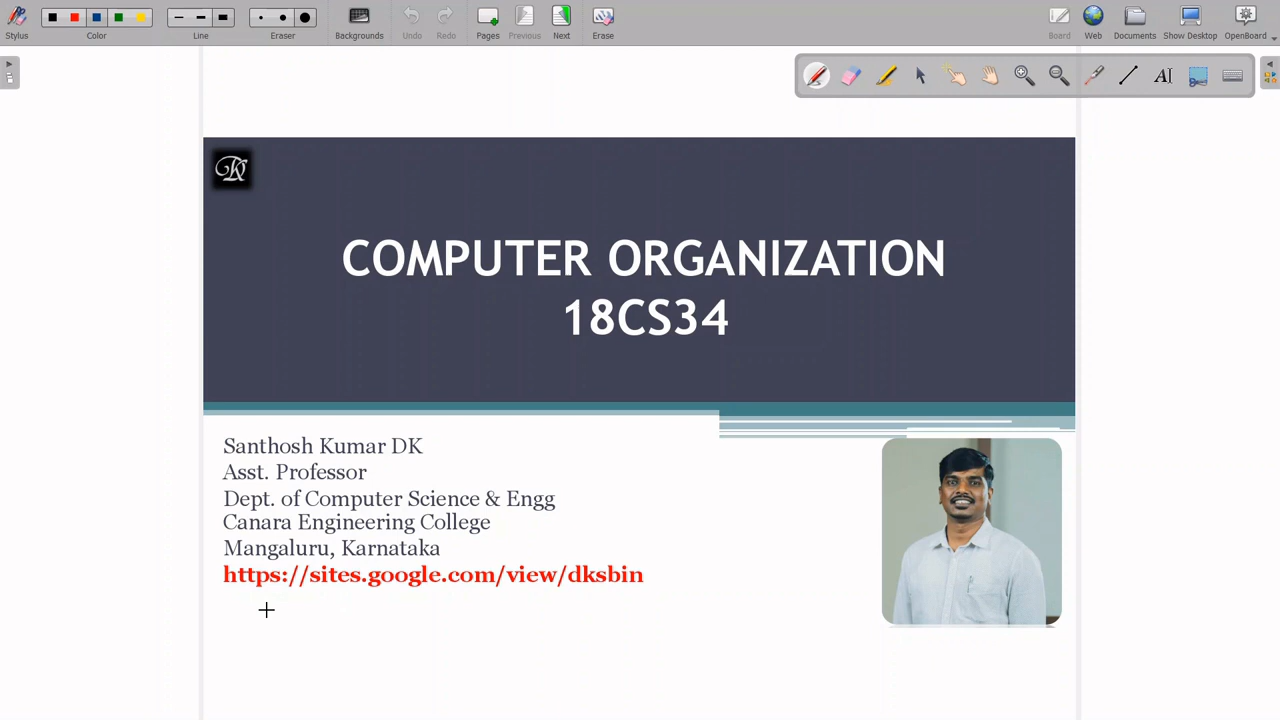 Stylus
Color
Line
Eraser
Backgrounds
Undo
Redo
Pages
Previous
Next
Erase
Board
Web
Documents
Show Desktop
OpenBoard
AI
DK
COMPUTER ORGANIZATION
18CS34
Santhosh Kumar DK
Asst. Professor
Dept. of Computer Science & Engg
Canara Engineering College
Mangaluru, Karnataka
https://sites.google.com/view/dksbin